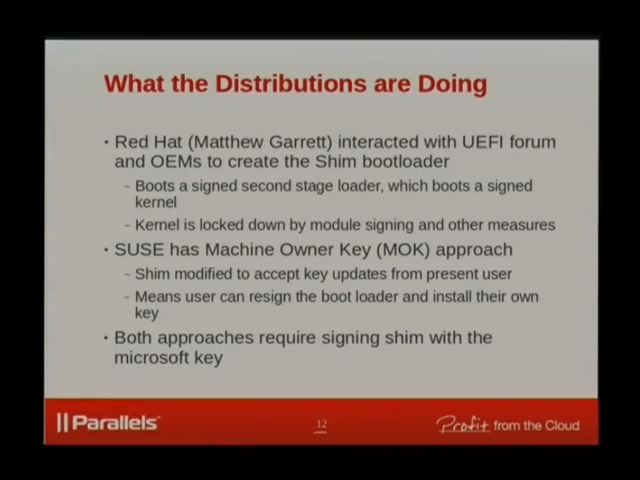 What the Distributions are Doing
• Red Hat (Matthew Garrett) interacted with UEFI forum
and OEMs to create the Shim bootloader
– Boots a signed second stage loader, which boots a signed
kernel
– Kernel is locked down by module signing and other measures
• SUSE has Machine Owner Key (MOK) approach
– Shim modified to accept key updates from present user
– Means user can resign the boot loader and install their own
key
• Both approaches require signing shim with the
microsoft key
Parallels
12
Profit from the Cloud